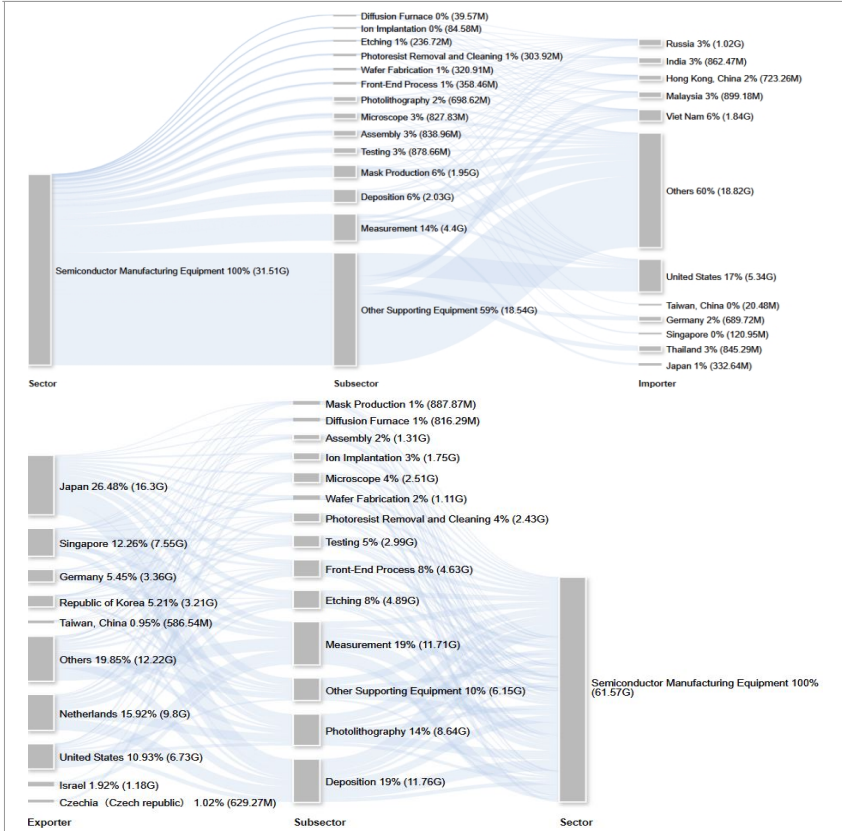 Diffusion Furnace 0% (39.57M)
Ion Implantation 0% (84.58M)
Etching 1% (236.72M)
Photoresist Removal and Cleaning 1% (303.92M)
Wafer Fabrication 1% (320.91M)
Front-End Process 1% (358.46M)
Photolithography 2% (698.62M)
Microscope 3% (827.83M)
Assembly 3% (838.96M)
Testing 3% (878.66M)
Mask Production 6% (1.95G)
Deposition 6% (2.03G)
Measurement 14% (4.4G)
Semiconductor Manufacturing Equipment 100% (31.51G)
Other Supporting Equipment 59% (18.54G)
Russia 3% (1.02G)
India 3% (862.47M)
Hong Kong, China 2% (723.26M)
Malaysia 3% (899.18M)
Viet Nam 6% (1.84G)
Others 60% (18.82G)
United States 17% (5.34G)
Taiwan, China 0% (20.48M)
Germany 2% (689.72M)
Singapore 0% (120.95M)
Thailand 3% (845.29M)
Japan 1% (332.64M)
Sector
Subsector
Importer
Mask Production 1% (887.87M)
Diffusion Furnace 1% (816.29M)
Assembly 2% (1.31G)
Ion Implantation 3% (1.75G)
Microscope 4% (2.51G)
Wafer Fabrication 2% (1.11G)
Photoresist Removal and Cleaning 4% (2.43G)
Testing 5% (2.99G)
Front-End Process 8% (4.63G)
Etching 8% (4.89G)
Measurement 19% (11.71G)
Other Supporting Equipment 10% (6.15G)
Photolithography 14% (8.64G)
Deposition 19% (11.76G)
Japan 26.48% (16.3G)
Singapore 12.26% (7.55G)
Germany 5.45% (3.36G)
Republic of Korea 5.21% (3.21G)
Taiwan, China 0.95% (586.54M)
Others 19.85% (12.22G)
Netherlands 15.92% (9.8G)
United States 10.93% (6.73G)
Israel 1.92% (1.18G)
Czechia（Czech republic） 1.02% (629.27M)
Semiconductor Manufacturing Equipment 100%
(61.57G)
Exporter
Subsector
Sector